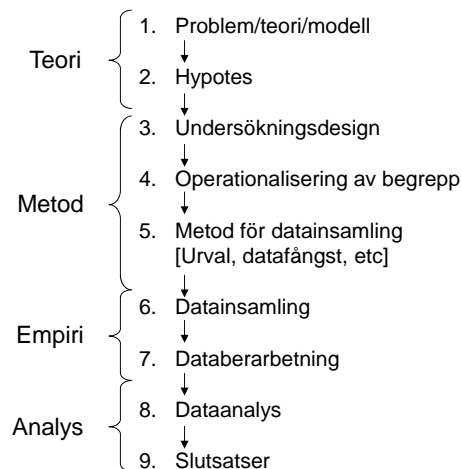 Teori
1. Problem/teori/modell
2. Hypotes
Metod
3. Undersökningsdesign
4. Operationalisering av begrepp
5. Metod för datainsamling
[Urval, datafångst, etc]
Empiri
6. Datainsamling
7. Databerarbetning
Analys
8. Dataanalys
9. Slutsatser